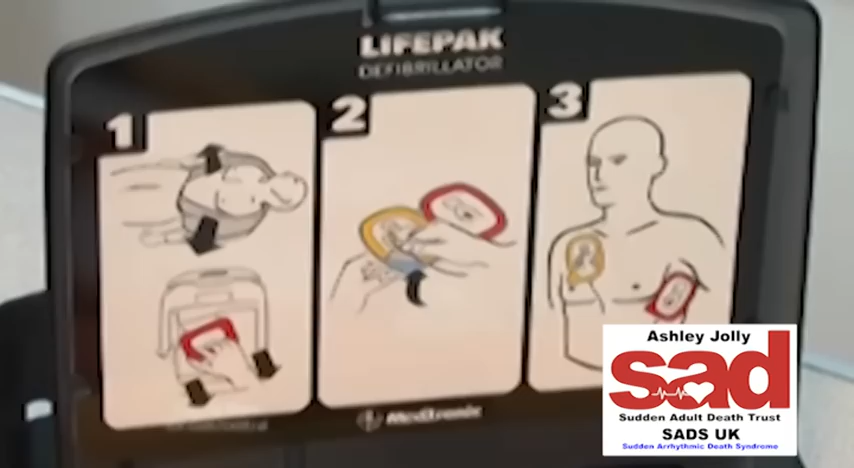 LIFEPAK
DEFIBRILLATOR
1
2
3
Medtronic
Ashley Jolly
sad
Sudden Adult Death Trust
SADS UK
Sudden Arrhythmic Death Syndrome